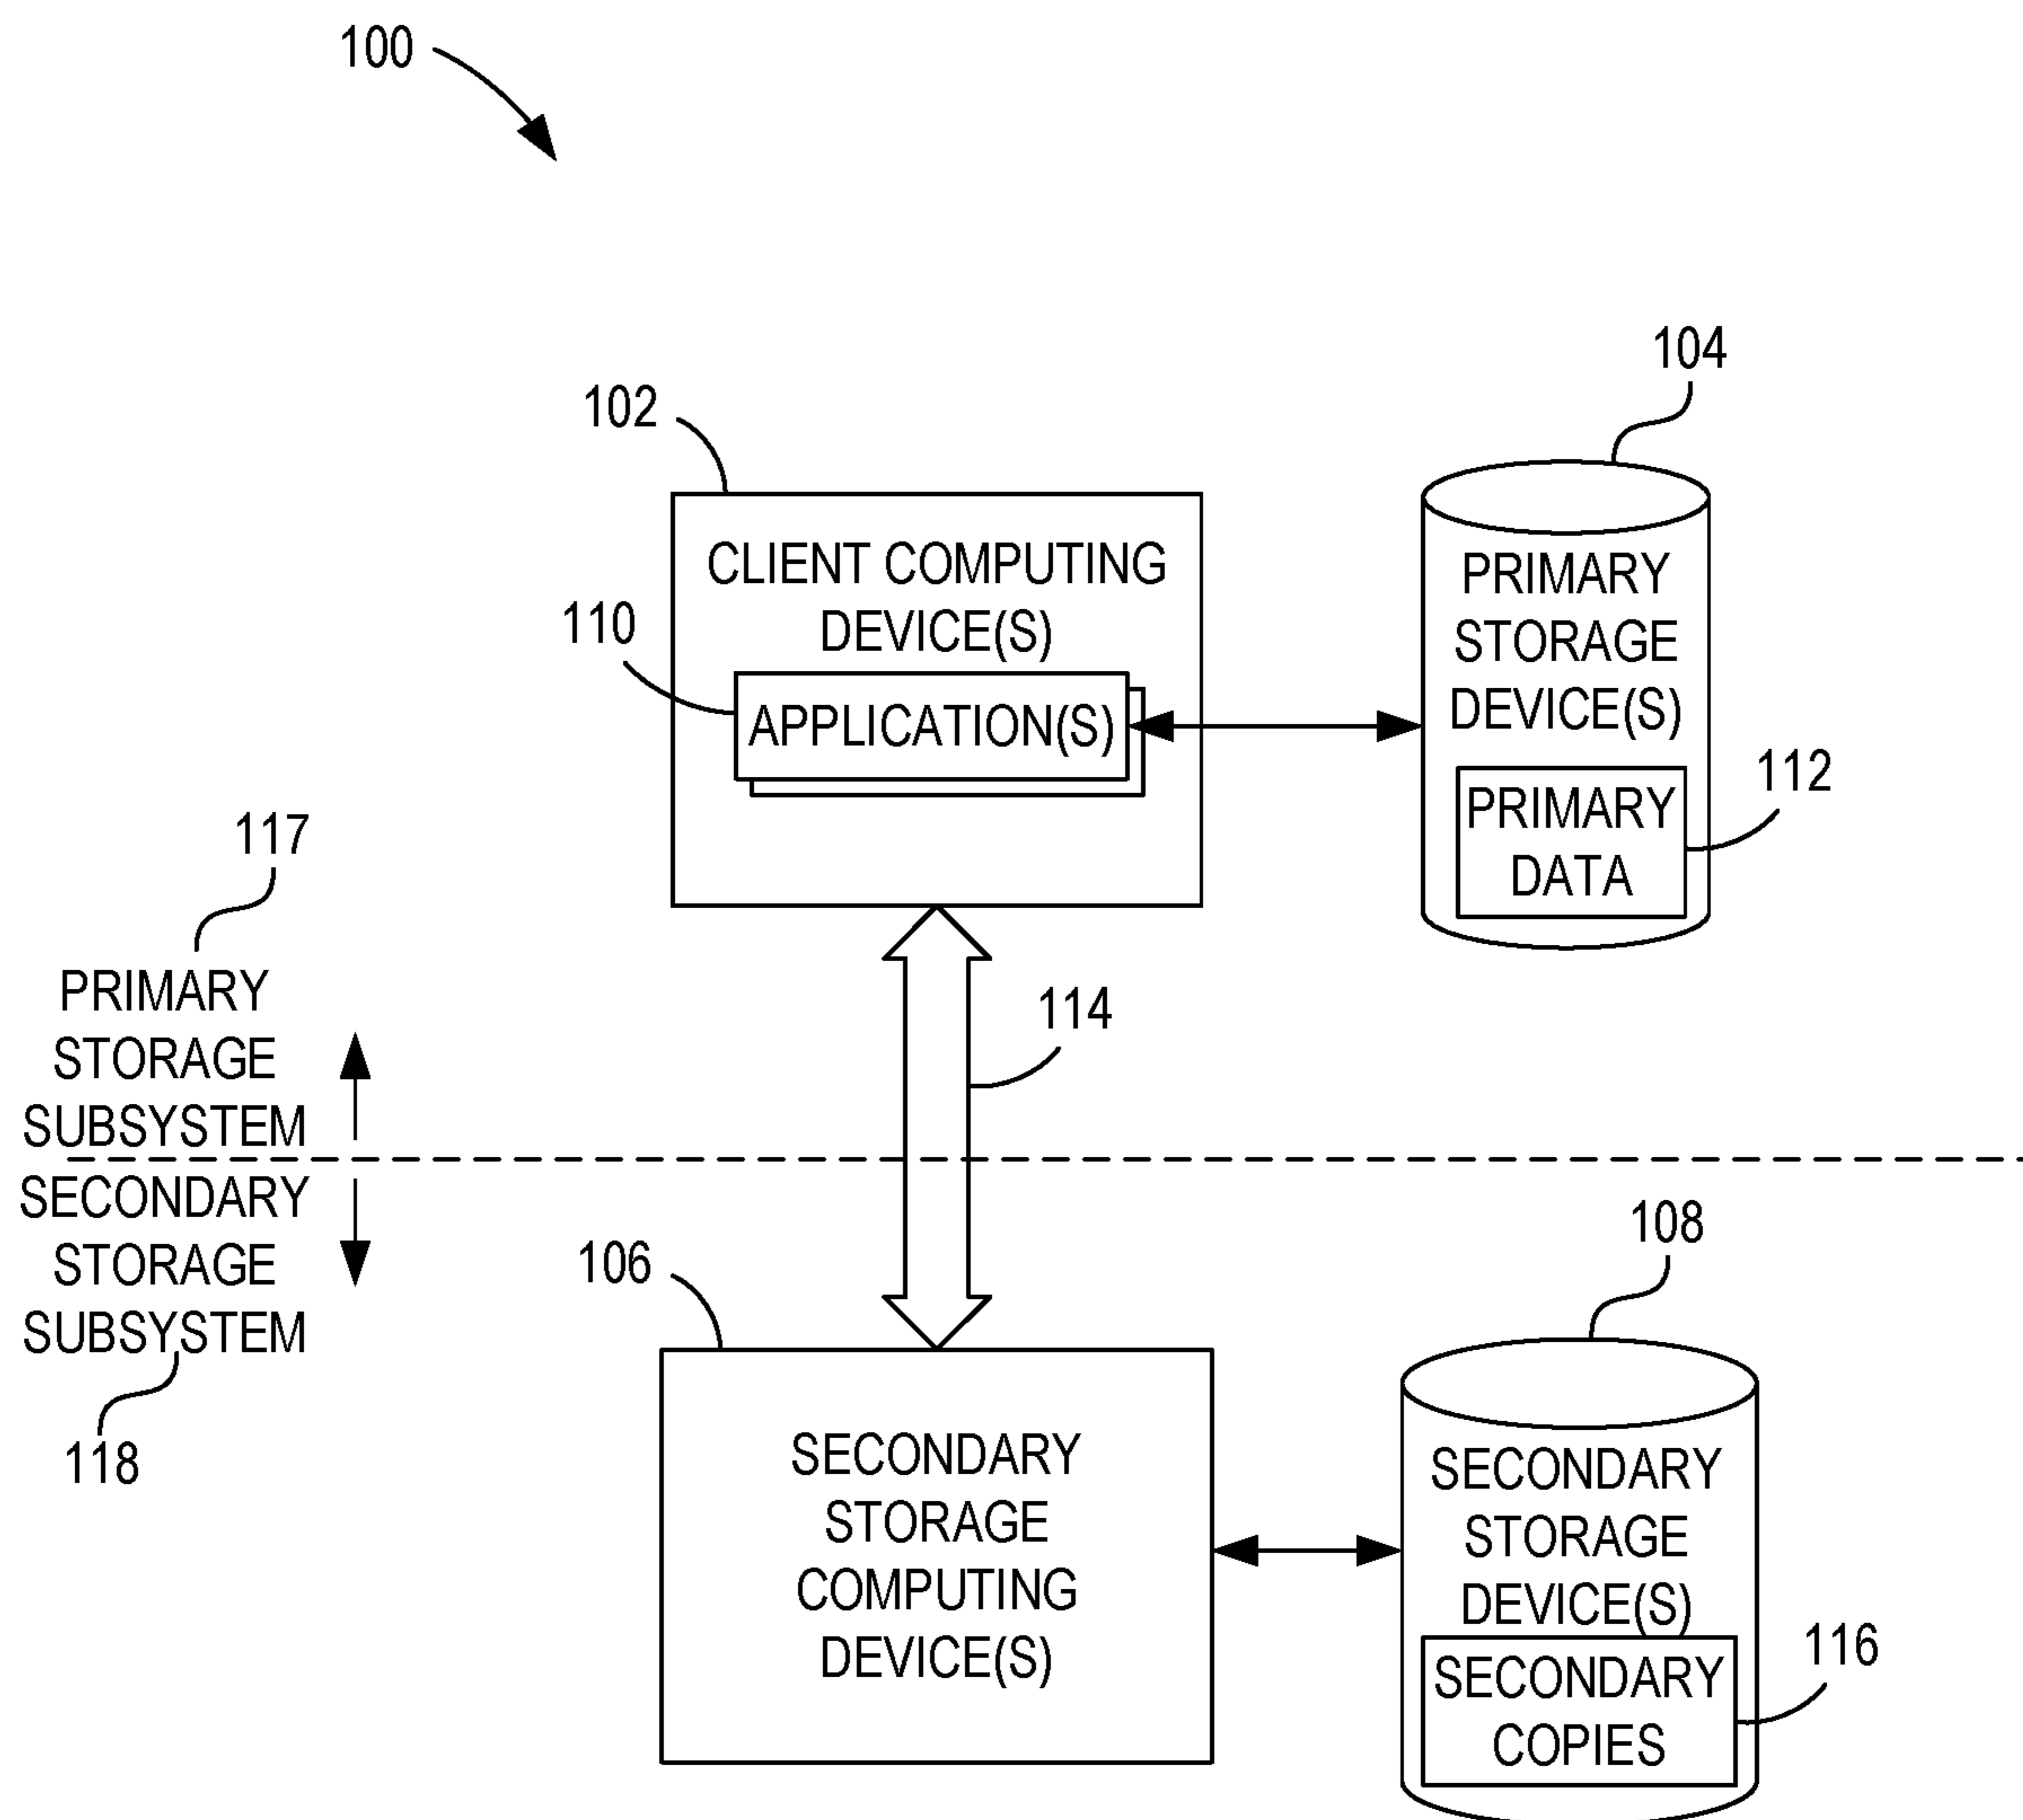 100
104
102
CLIENT COMPUTING
DEVICE(S)
110
APPLICATION(S)
PRIMARY
STORAGE
DEVICE(S)
112
PRIMARY
DATA
117
PRIMARY
STORAGE
SUBSYSTEM
114
SECONDARY
STORAGE
SUBSYSTEM
118
106
108
SECONDARY
STORAGE
COMPUTING
DEVICE(S)
SECONDARY
STORAGE
DEVICE(S)
116
SECONDARY
COPIES